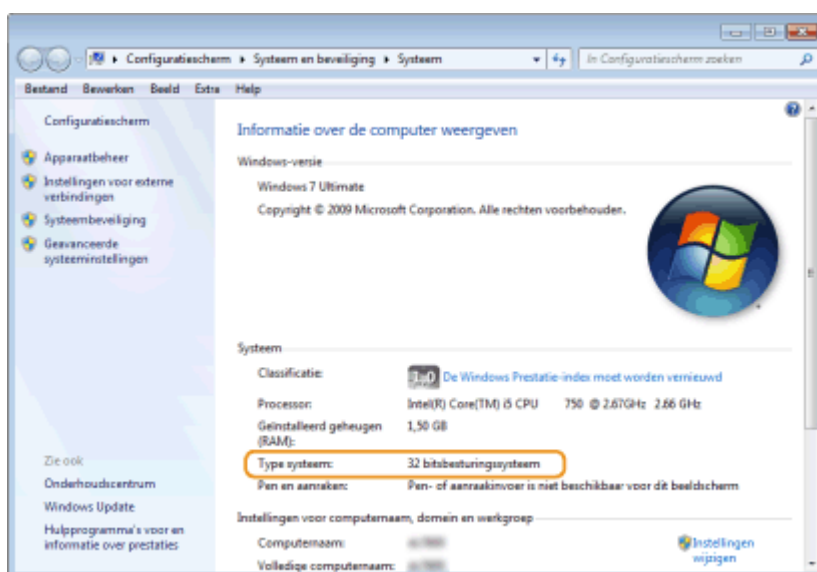 Configuratiescherm ▸ Systeem en beveiliging ▸ Systeem
In Configuratiescherm zoeken
Bestand Bewerken Beeld Extra Help
Configuratiescherm
Apparaatbeheer
Instellingen voor externe
verbindingen
Systeembeveiliging
Geavanceerde
systeeminstellingen
Zie ook
Onderhoudscentrum
Windows Update
Hulpprogramma's voor en
informatie over prestaties
Informatie over de computer weergeven
Windows-versie
Windows 7 Ultimate
Copyright © 2009 Microsoft Corporation. Alle rechten voorbehouden.
Systeem
Classificatie: 1,0 De Windows Prestatie-index moet worden vernieuwd
Processor: Intel(R) Core(TM) i5 CPU 750 @ 2.67GHz 2.66 GHz
Geïnstalleerd geheugen 1,50 GB
(RAM):
Type systeem: 32 bitsbesturingssysteem
Pen en aanraken: Pen- of aanraakinvoer is niet beschikbaar voor dit beeldscherm
Instellingen voor computernaam, domein en werkgroep
Computernaam:
Instellingen
wijzigen
Volledige computernaam: